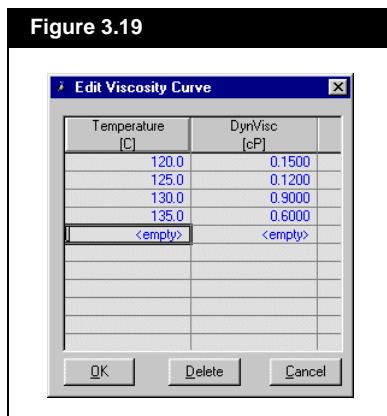 Figure 3.19
Edit Viscosity Curve
Temperature [C] DynVisc [cP]
120.0 0.1500
125.0 0.1200
130.0 0.9000
135.0 0.6000
<empty> <empty>
OK Delete Cancel